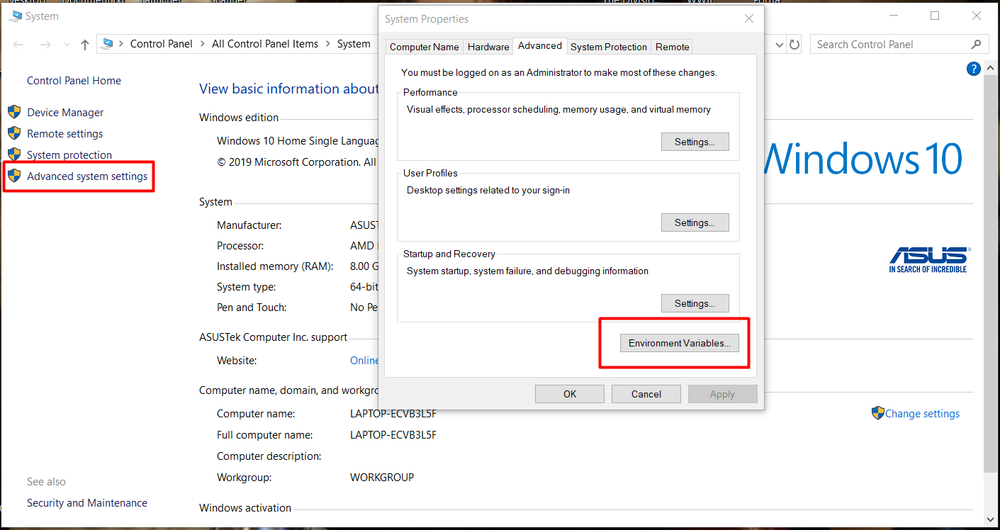 System
Control Panel > All Control Panel Items > System
Search Control Panel
Control Panel Home
Device Manager
Remote settings
System protection
Advanced system settings
See also
Security and Maintenance
View basic information about
Windows edition
Windows 10 Home Single Languag
© 2019 Microsoft Corporation. All
Windows 10
System
Manufacturer: ASUST
Processor: AMD
Installed memory (RAM): 8.00 G
System type: 64-bit
Pen and Touch: No Pe
ASUS
IN SEARCH OF INCREDIBLE
ASUSTek Computer Inc. support
Website: Online
Computer name, domain, and workgro
Computer name: LAPTOP-ECVB3L5F
Full computer name: LAPTOP-ECVB3L5F
Computer description:
Workgroup: WORKGROUP
Change settings
Windows activation
System Properties
Computer Name Hardware Advanced System Protection Remote
You must be logged on as an Administrator to make most of these changes.
Performance
Visual effects, processor scheduling, memory usage, and virtual memory
Settings...
User Profiles
Desktop settings related to your sign-in
Settings...
Startup and Recovery
System startup, system failure, and debugging information
Settings...
Environment Variables...
OK Cancel Apply